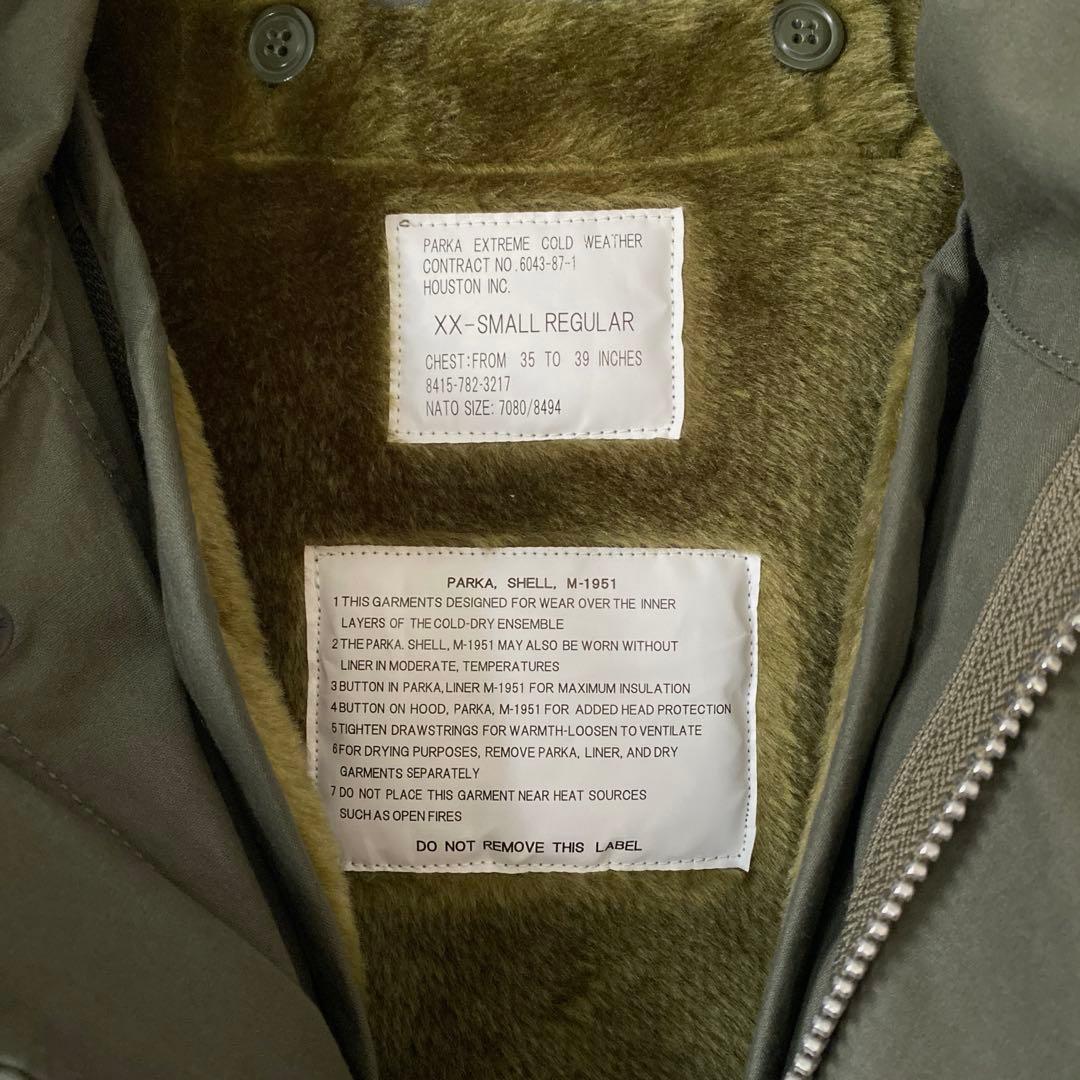 PARKA EXTREME COLD WEATHER
CONTRACT NO.6043-87-1
HOUSTON INC.
XX-SMALL REGULAR
CHEST:FROM 35 TO 39 INCHES
8415-782-3217
NATO SIZE: 7080/8494
PARKA, SHELL, M-1951
1 THIS GARMENTS DESIGNED FOR WEAR OVER THE INNER
LAYERS OF THE COLD-DRY ENSEMBLE
2 THE PARKA. SHELL, M-1951 MAY ALSO BE WORN WITHOUT
LINER IN MODERATE, TEMPERATURES
3 BUTTON IN PARKA, LINER M-1951 FOR MAXIMUM INSULATION
4 BUTTON ON HOOD, PARKA, M-1951 FOR ADDED HEAD PROTECTION
5 TIGHTEN DRAWSTRINGS FOR WARMTH-LOOSEN TO VENTILATE
6 FOR DRYING PURPOSES, REMOVE PARKA, LINER, AND DRY
GARMENTS SEPARATELY
7 DO NOT PLACE THIS GARMENT NEAR HEAT SOURCES
SUCH AS OPEN FIRES
DO NOT REMOVE THIS LABEL